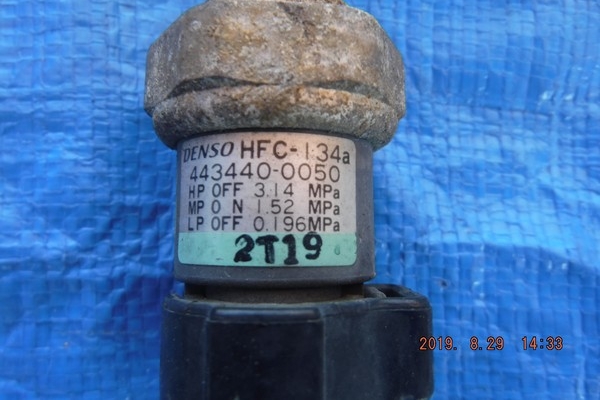 DENSO HFC-134a
443440-0050
HP OFF 3.14 MPa
MP O N 1.52 MPa
LP OFF 0.196MPa
2T19
2019. 8.29 14:33